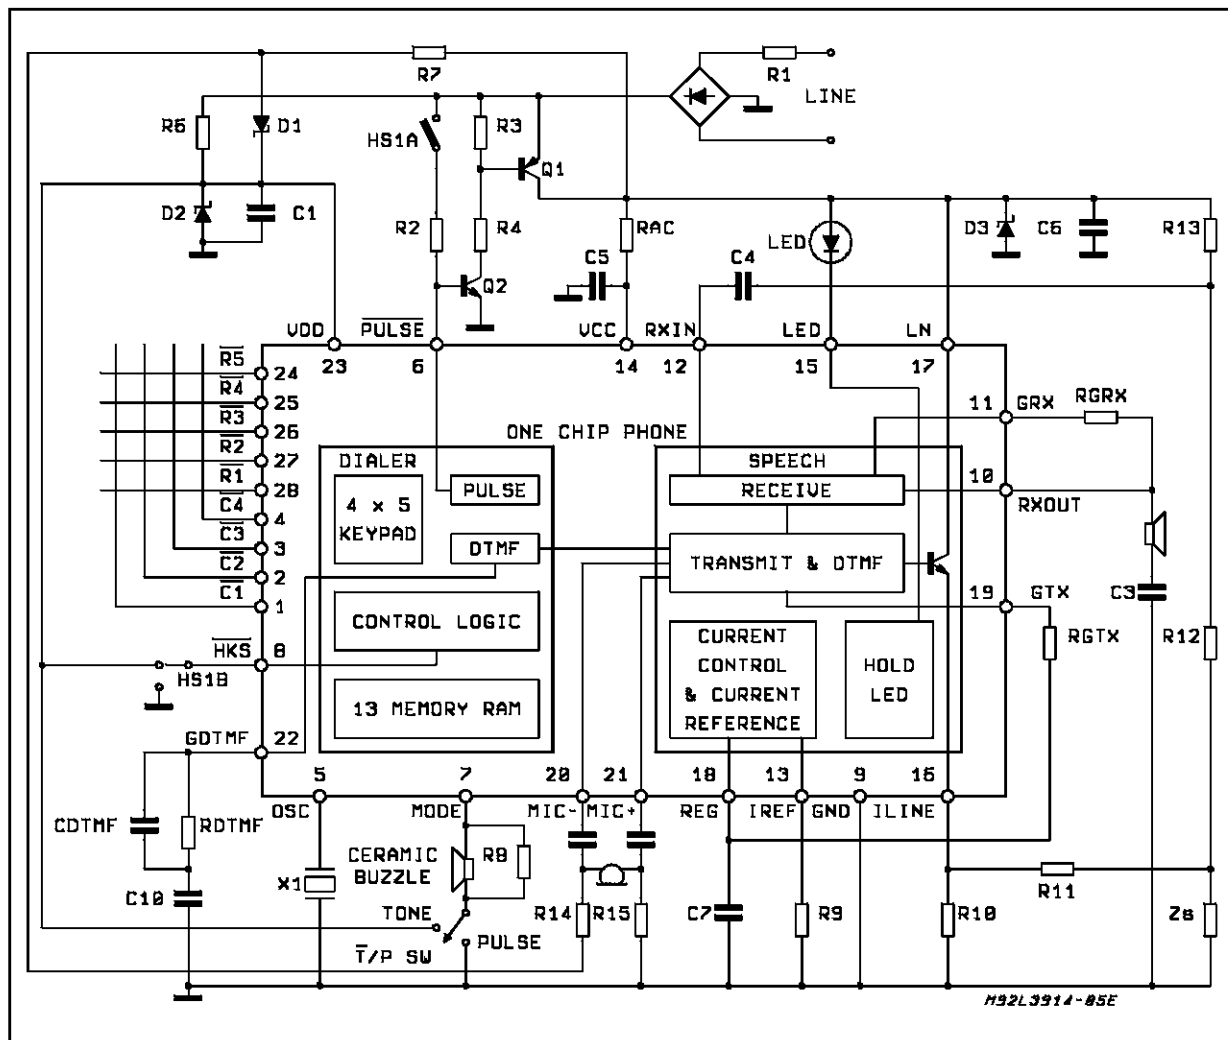 R7
R1
LINE
R6
D1
HS1A
R3
Q1
D2
C1
R2
R4
RAC
LED
D3
C6
R13
Q2
C5
C4
VDD
PULSE
VCC
RXIN
LED
LN
23
6
14
12
15
17
R5
24
R4
25
R3
26
R2
27
R1
28
C4
4
C3
3
C2
2
C1
1
HKS
8
HS1B
GDTMF
22
ONE CHIP PHONE
DIALER
4 x 5
KEYPAD
PULSE
DTMF
CONTROL LOGIC
13 MEMORY RAM
SPEECH
RECEIVE
TRANSMIT & DTMF
CURRENT
CONTROL
& CURRENT
REFERENCE
HOLD
LED
11
GRX
RGRX
10
RXOUT
19
GTX
C3
RGTX
R12
5
7
20
21
18
13
9
16
OSC
MODE
MIC-
MIC+
REG
IREF
GND
ILINE
CDTMF
RDTMF
C10
X1
CERAMIC
BUZZLE
R8
TONE
T/P SW
PULSE
R14
R15
C7
R9
R10
R11
Zs
M92L3914-05E